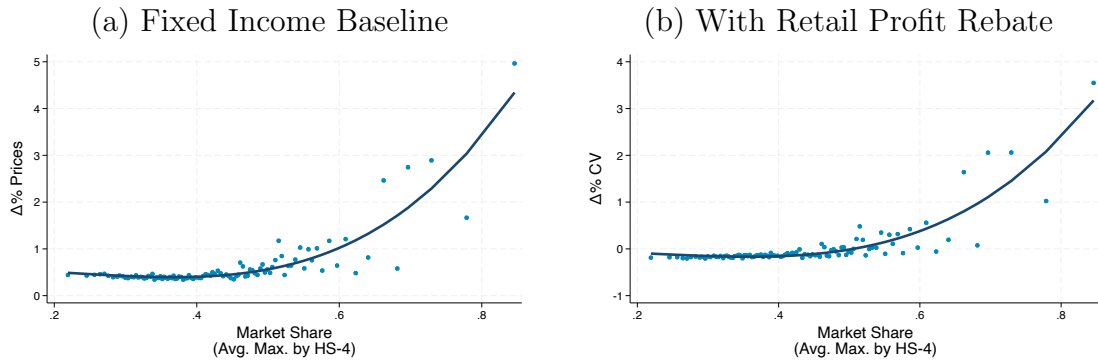 (a) Fixed Income Baseline
5
4
3
2
1
0
Δ% Prices
.2
.4
.6
.8
Market Share
(Avg. Max. by HS-4)
(b) With Retail Profit Rebate
4
3
2
1
0
-1
Δ% CV
.2
.4
.6
.8
Market Share
(Avg. Max. by HS-4)